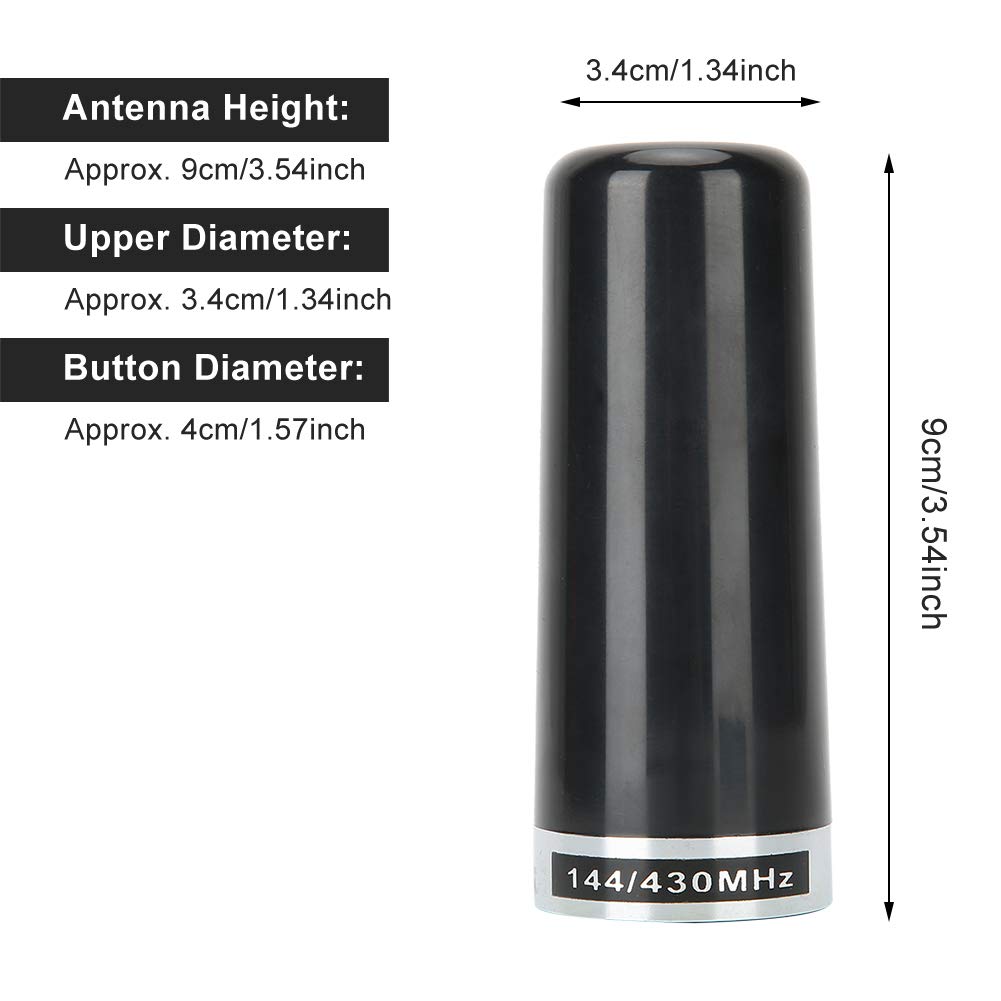 Antenna Height:
Approx. 9cm/3.54inch
Upper Diameter:
Approx. 3.4cm/1.34inch
Button Diameter:
Approx. 4cm/1.57inch
3.4cm/1.34inch
9cm/3.54inch
144/430MHz